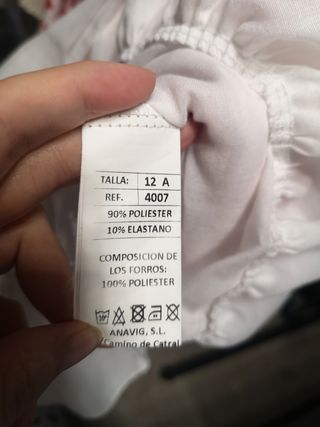 TALLA: 12 A
REF. 4007
90% POLIESTER
10% ELASTANO
COMPOSICION DE
LOS FORROS:
100% POLIESTER
ANAVIG, S.L.
/Camino de Catral